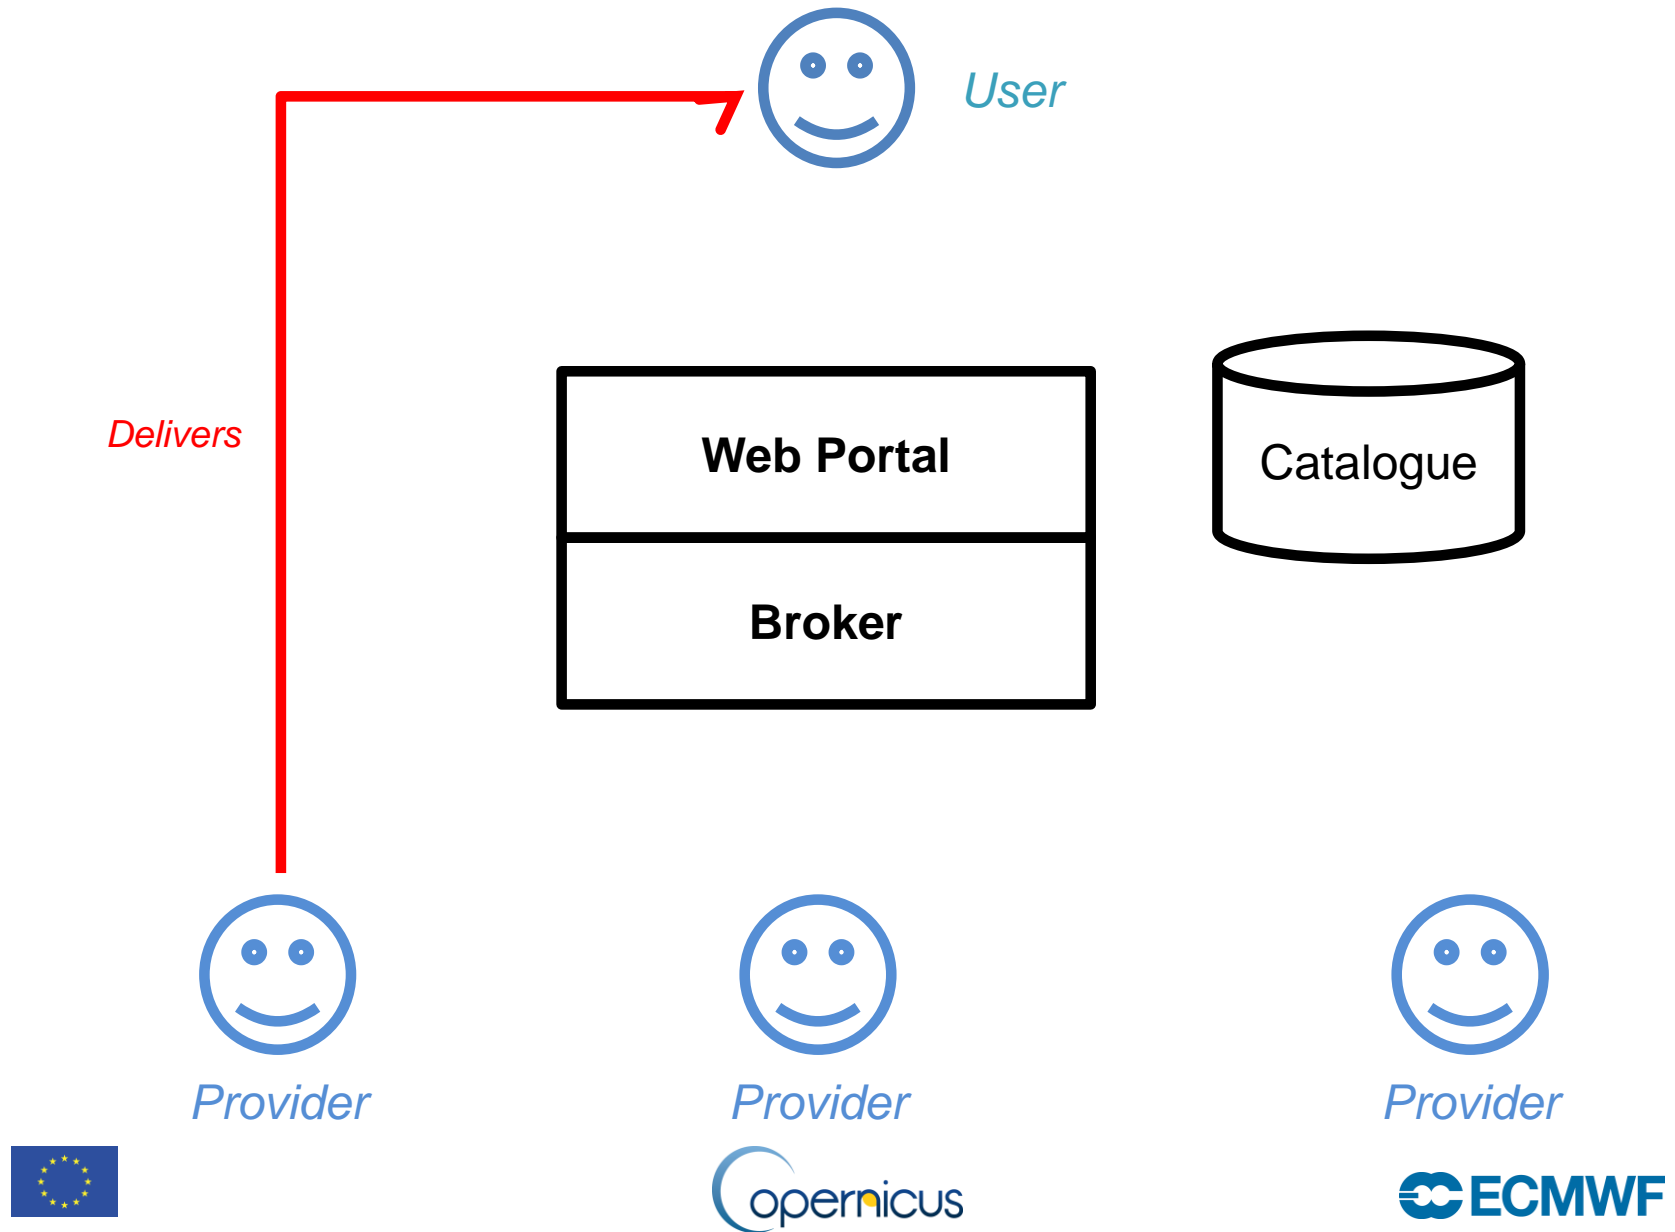 User
Delivers
Web Portal
Catalogue
Broker
Provider
Provider
Provider
opernicus
ECMWF